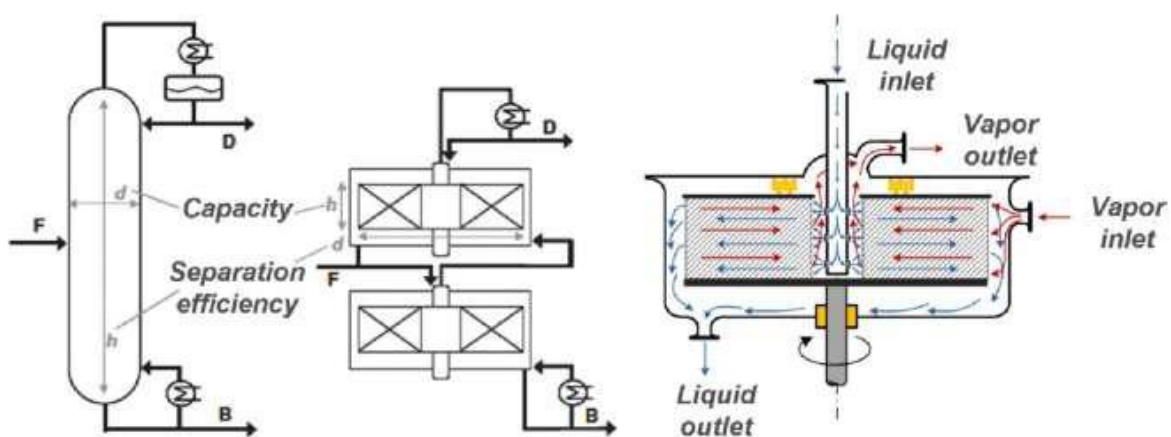 D
d
F
h
B
Capacity
Separation
efficiency
D
h
d
F
B
Liquid
inlet
Vapor
outlet
Vapor
inlet
Liquid
outlet